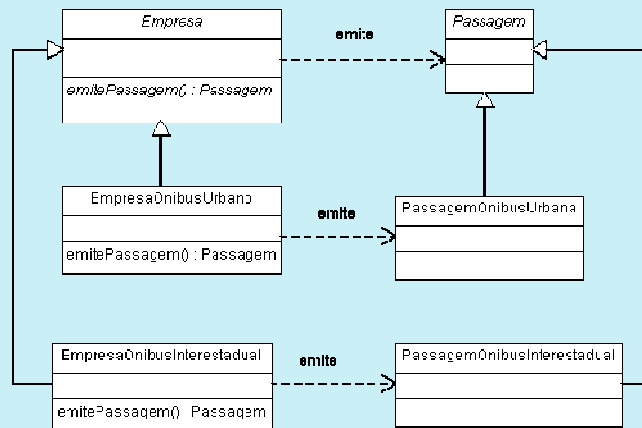 Empresa
emite
Passagem
emitePassagem() : Passagem
EmpresaOnibusUrbano
emite
PassagemOnibusUrbana
emitePassagem() : Passagem
EmpresaOnibusInterestadual
emite
PassagemOnibusInterestadual
emitePassagem() : Passagem